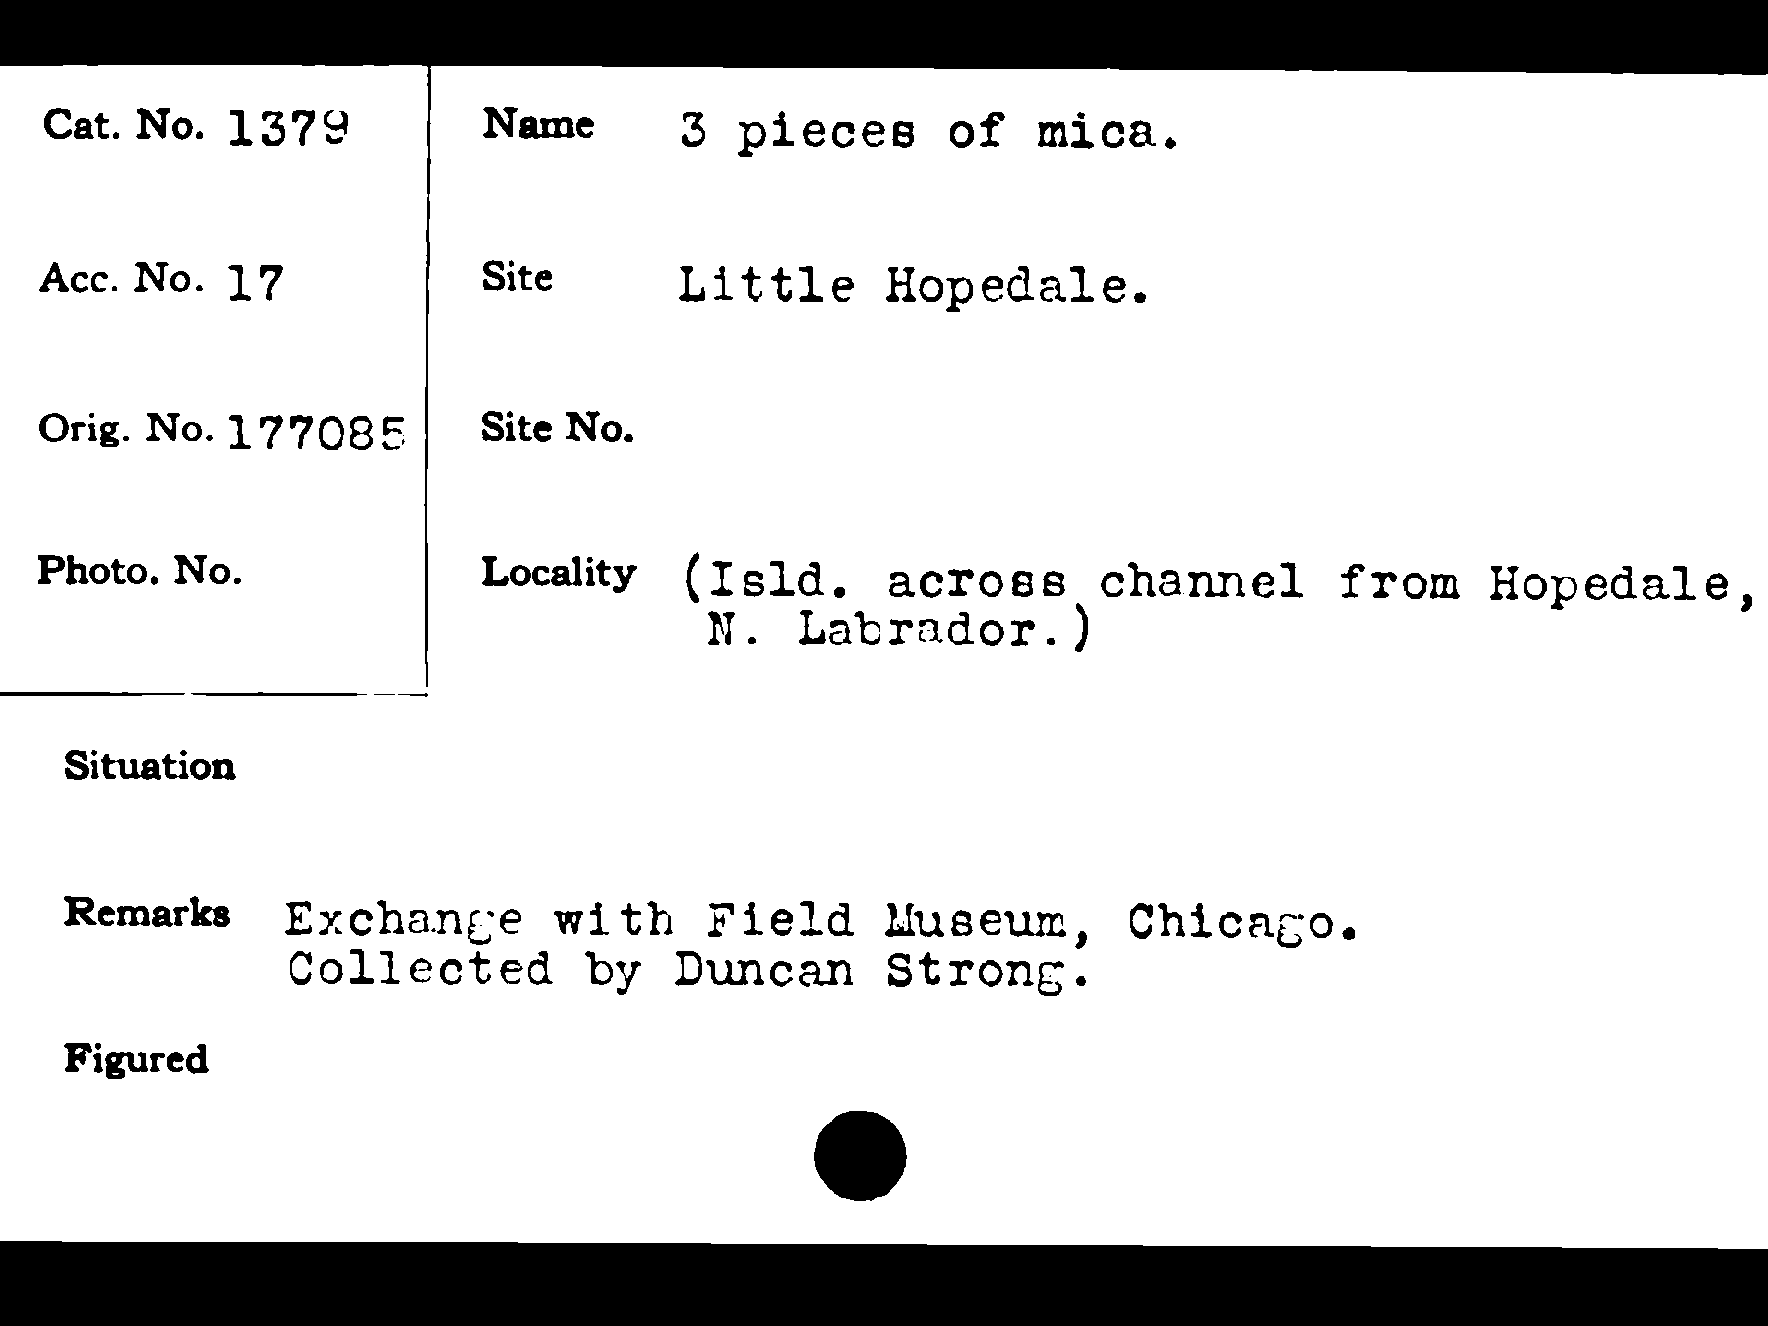 Cat. No. 1379
Name 3 pieces of mica.
Acc. No. 17
Site Little Hopedale.
Orig. No. 177085
Site No.
Photo. No.
Locality (Isld. across channel from Hopedale,
N. Labrador.)
Situation
Remarks Exchange with Field Museum, Chicago.
Collected by Duncan Strong.
Figured